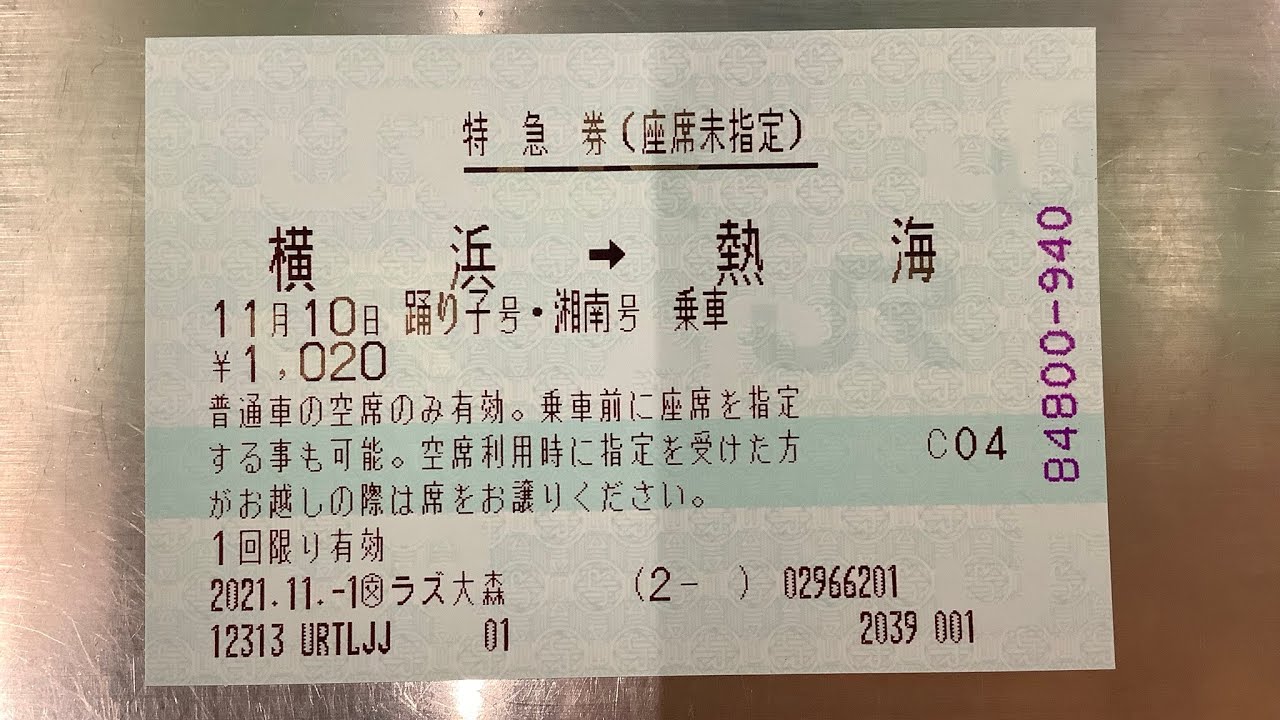 特急券(座席未指定)
横浜➡熱海
11月10日 踊り子号・湘南号 乗車
¥1,020
普通車の空席のみ有効。乗車前に座席を指定
する事も可能。空席利用時に指定を受けた方
がお越しの際は席をお譲りください。
C04
1回限り有効
2021.11.-1㊋ラズ大森 (2- ) 02966201
12313 URTLJJ 01 2039 001
84800-940